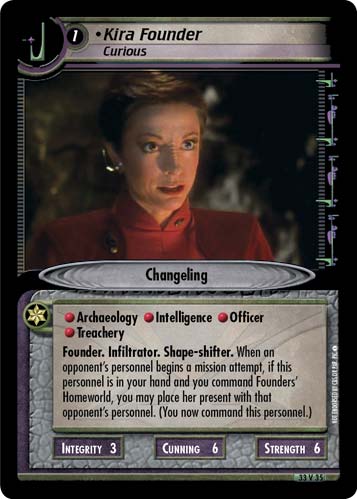 1
•Kira Founder
Curious
Changeling
Archaeology Intelligence Officer
Treachery
Founder. Infiltrator. Shape-shifter. When an
opponent's personnel begins a mission attempt, if this
personnel is in your hand and you command Founders'
Homeworld, you may place her present with that
opponent's personnel. (You now command this personnel.)
INTEGRITY 3 CUNNING 6 STRENGTH 6
33 V 35